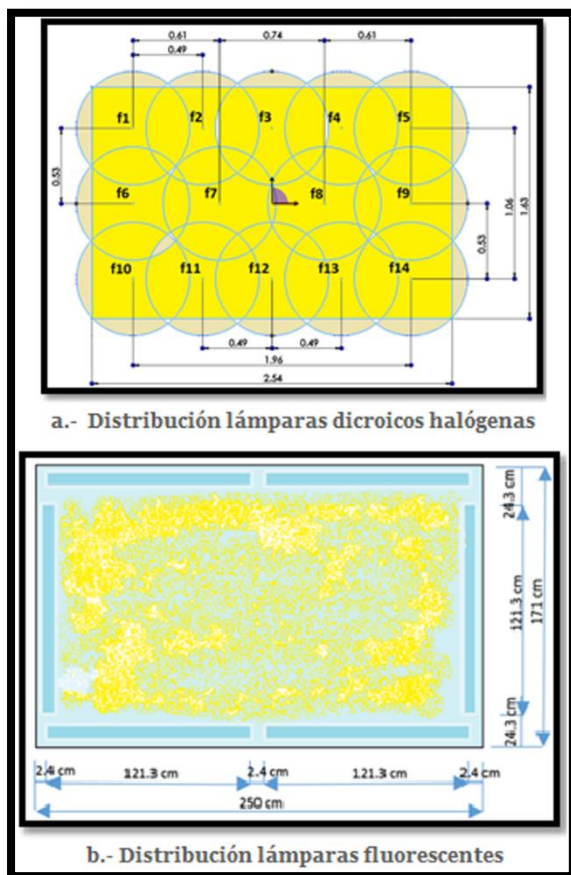 0.61 0.74 0.61
0.49
f1 f2 f3 f4 f5
0.53
f6 f7 f8 f9
1.06
1.63
0.53
f10 f11 f12 f13 f14
0.49 0.49
1.96
2.54
a.- Distribución lámparas dicroicos halógenas
24.3 cm
121.3 cm
171 cm
24.3 cm
2.4 cm 121.3 cm 2.4 cm 121.3 cm 2.4 cm
250 cm
b.- Distribución lámparas fluorescentes